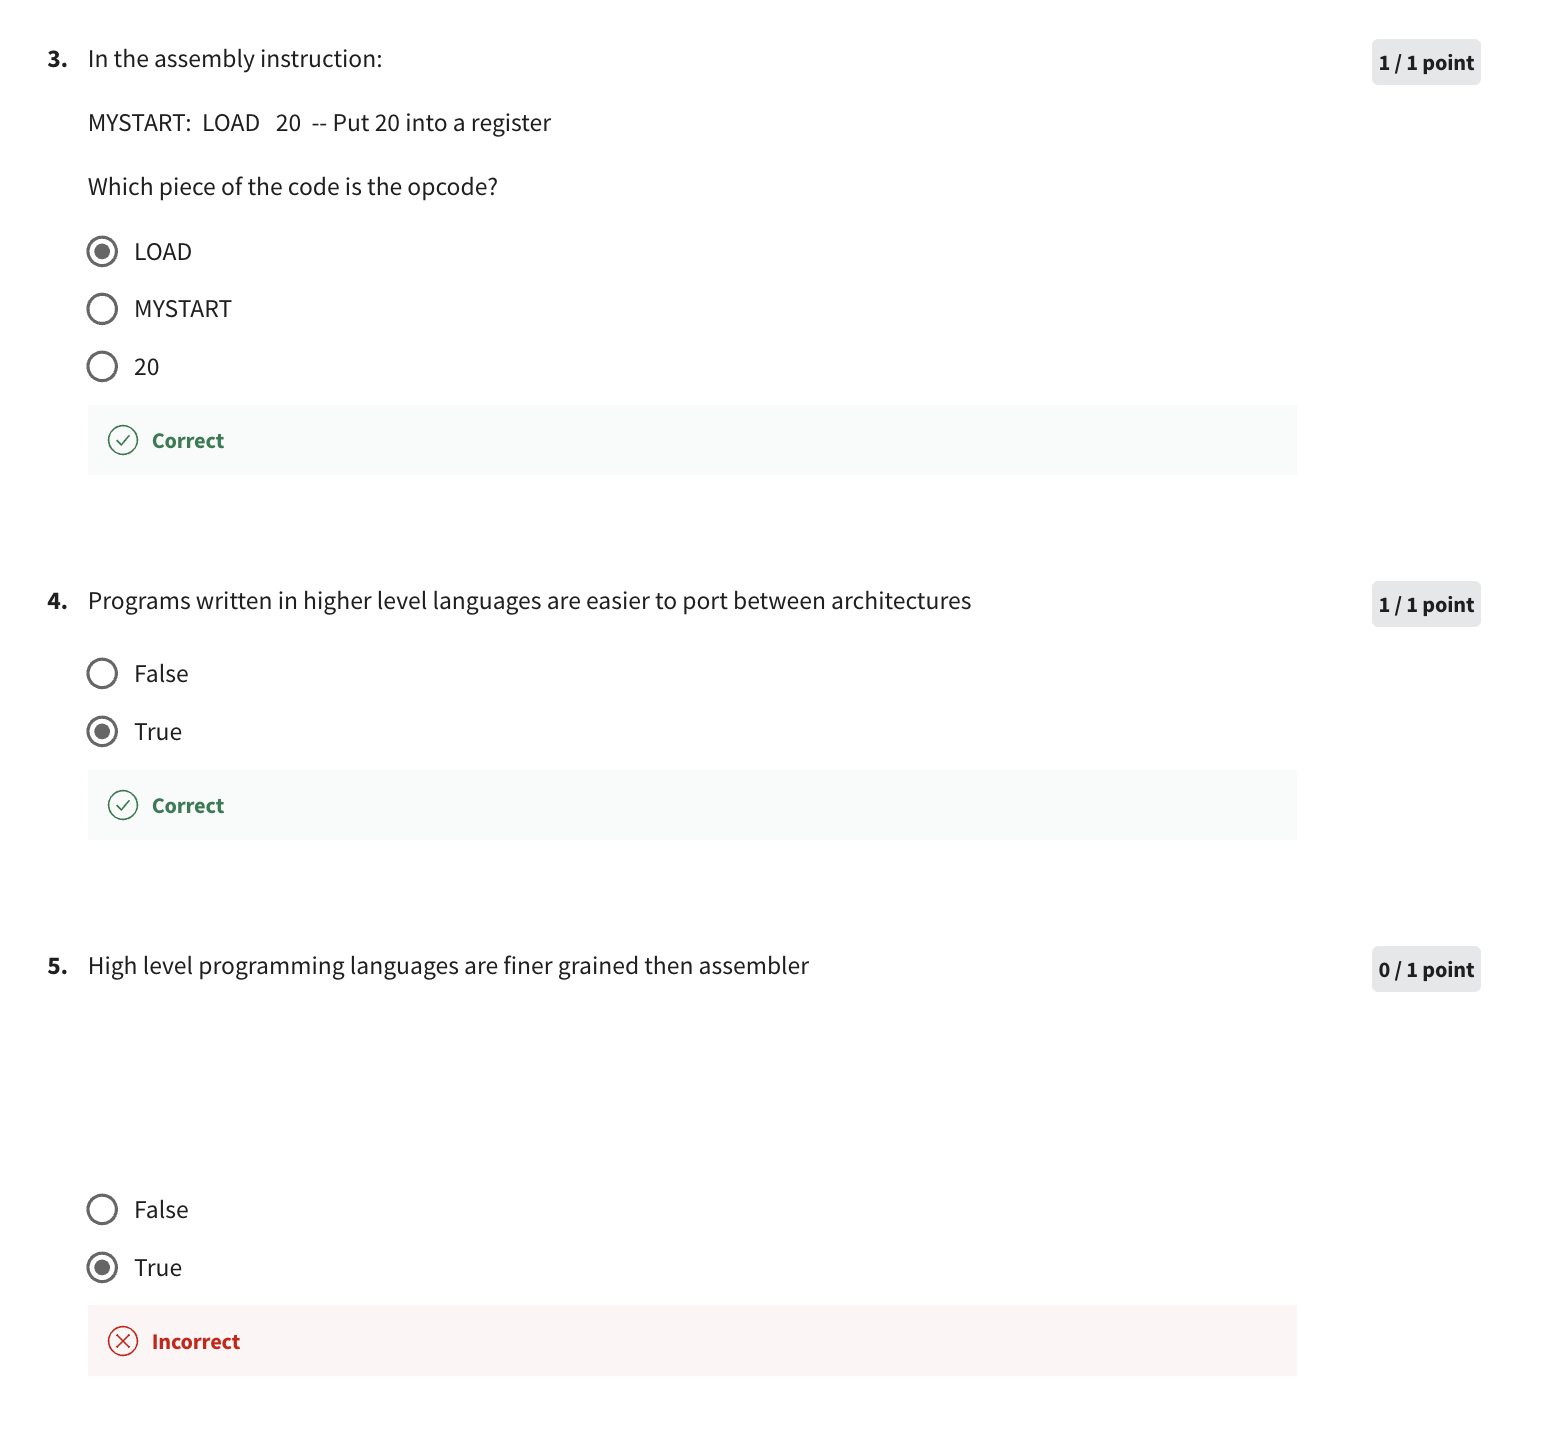 3. In the assembly instruction:
1 / 1 point
MYSTART: LOAD 20 -- Put 20 into a register
Which piece of the code is the opcode?
LOAD
MYSTART
20
Correct
4. Programs written in higher level languages are easier to port between architectures
1 / 1 point
False
True
Correct
5. High level programming languages are finer grained then assembler
0 / 1 point
False
True
Incorrect